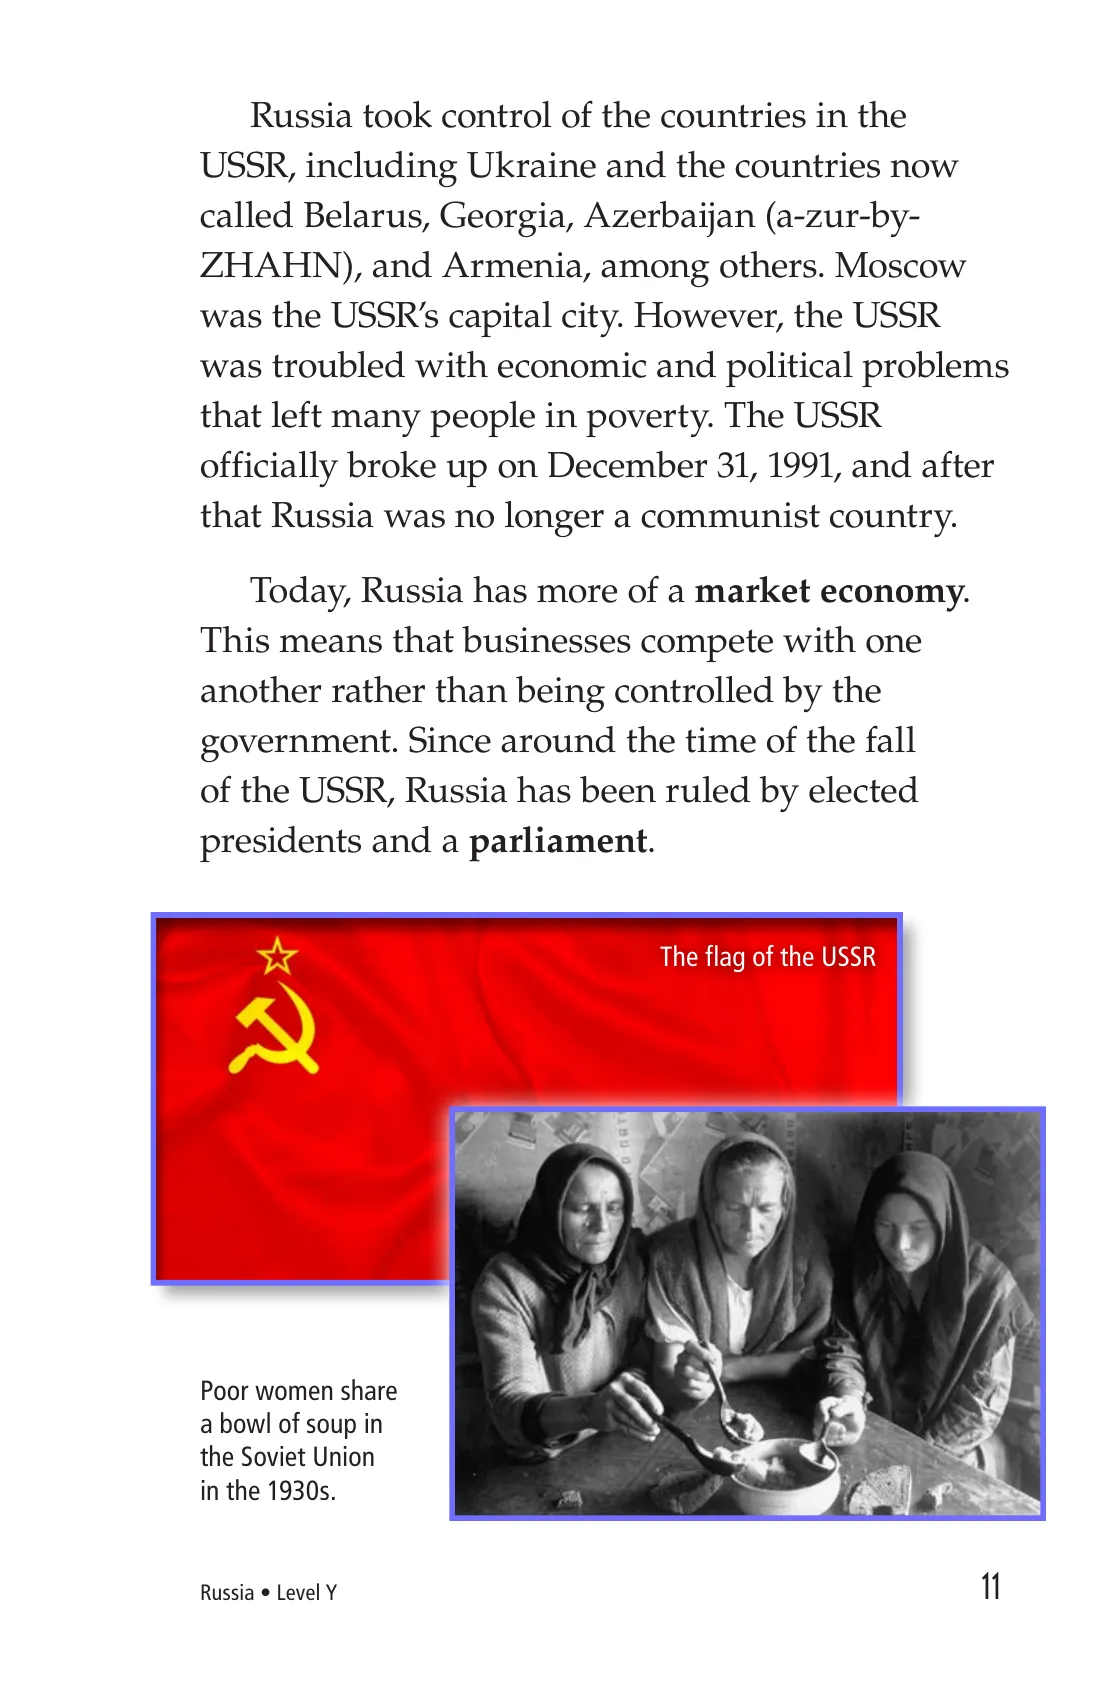 Russia took control of the countries in the
USSR, including Ukraine and the countries now
called Belarus, Georgia, Azerbaijan (a-zur-by-
ZHAHN), and Armenia, among others. Moscow
was the USSR’s capital city. However, the USSR
was troubled with economic and political problems
that left many people in poverty. The USSR
officially broke up on December 31, 1991, and after
that Russia was no longer a communist country.
Today, Russia has more of a market economy.
This means that businesses compete with one
another rather than being controlled by the
government. Since around the time of the fall
of the USSR, Russia has been ruled by elected
presidents and a parliament.
The flag of the USSR
Poor women share
a bowl of soup in
the Soviet Union
in the 1930s.
Russia • Level Y
11